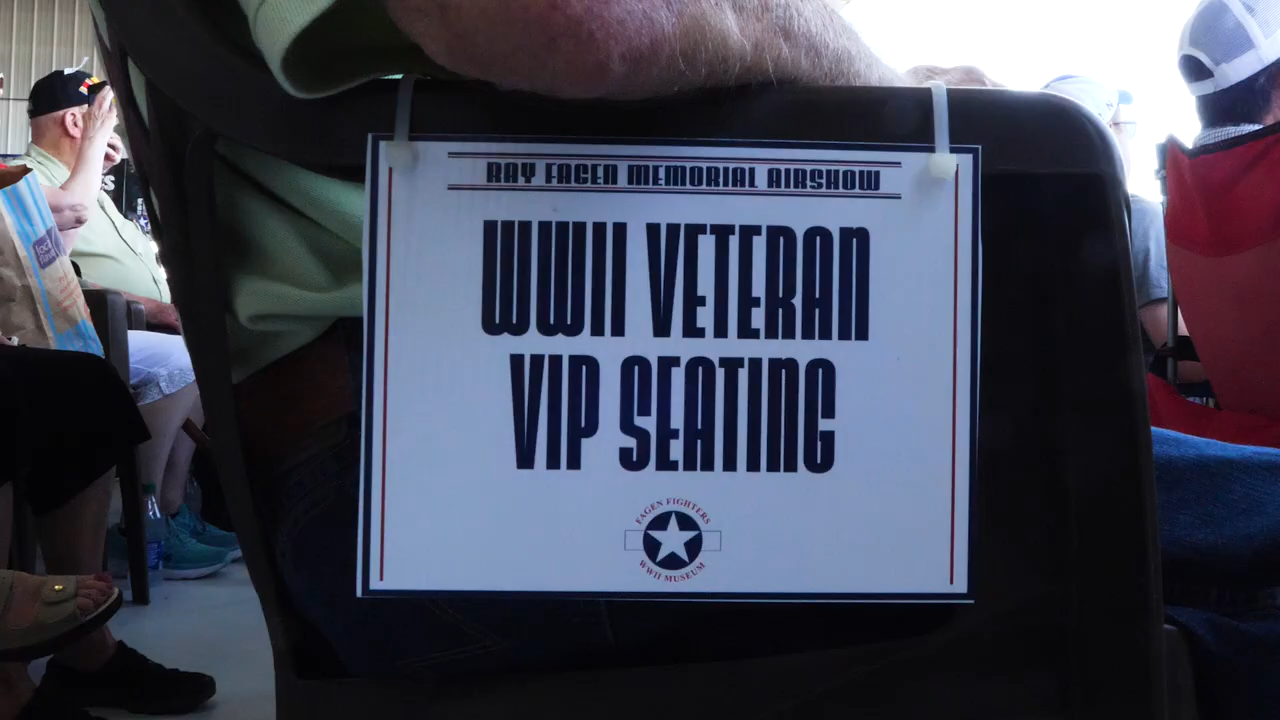 RAY FAGEN MEMORIAL AIRSHOW
WWII VETERAN
VIP SEATING
FAGEN FIGHTERS
WWII MUSEUM